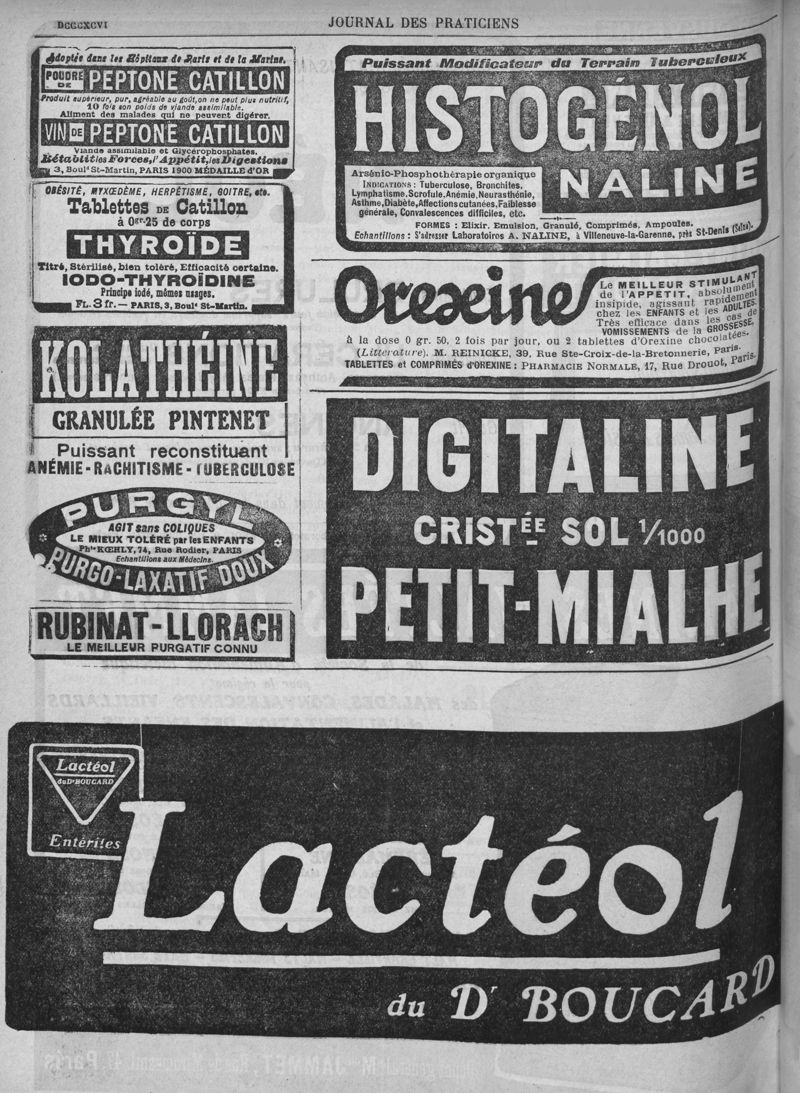 DCCCXCVI
JOURNAL DES PRATICIENS
Adoptée dans les Hôpitaux de Paris et de la Marine.
POUDRE DE PEPTONE CATILLON
Produit supérieur, pur, agréable au goût, on ne peut plus nutritif,
10 fois son poids de viande assimilable.
Aliment des malades qui ne peuvent digérer.
VIN DE PEPTONE CATILLON
Viande assimilable et Glycérophosphates.
Rétablit les Forces, l'Appétit, les Digestions
3, Boulᵈ St-Martin, PARIS 1900 MÉDAILLE D'OR
OBÉSITÉ, MYXŒDÈME, HERPÉTISME, GOITRE, etc.
Tablettes DE Catillon
à 0gr.25 de corps
THYROÏDE
Titré, Stérilisé, bien toléré, Efficacité certaine.
IODO-THYROÏDINE
Principe iodé, mêmes usages.
FL. 3 fr. — PARIS, 3, Boulᵈ St-Martin.
KOLATHÉINE
GRANULÉE PINTENET
Puissant reconstituant
ANÉMIE - RACHITISME - TUBERCULOSE
PURGYL
AGIT sans COLIQUES
LE MIEUX TOLÉRÉ par les ENFANTS
Phⁱᵉ KŒHLY, 74, Rue Rodier, PARIS
Echantillons aux Médecins.
PURGO-LAXATIF DOUX
RUBINAT-LLORACH
LE MEILLEUR PURGATIF CONNU
Puissant Modificateur du Terrain Tuberculeux
HISTOGÉNOL
NALINE
Arsénio-Phosphothérapie organique
INDICATIONS : Tuberculose, Bronchites,
Lymphatisme, Scrofule, Anémie, Neurasthénie,
Asthme, Diabète, Affections cutanées, Faiblesse
générale, Convalescences difficiles, etc.
FORMES : Elixir, Emulsion, Granulé, Comprimés, Ampoules.
Echantillons : S'adresser Laboratoires A. NALINE, à Villeneuve-la-Garenne, près St-Denis (Seine).
Orexine
Le MEILLEUR STIMULANT
de l'APPÉTIT, absolument
insipide, agissant rapidement
chez les ENFANTS et les ADULTES.
Très efficace dans les cas de
VOMISSEMENTS de la GROSSESSE,
à la dose 0 gr. 50, 2 fois par jour, ou 2 tablettes d'Orexine chocolatées.
(Littérature). M. REINICKE, 39, Rue Ste-Croix-de-la-Bretonnerie, Paris.
TABLETTES et COMPRIMÉS d'OREXINE : PHARMACIE NORMALE, 17, Rue Drouot, Paris.
DIGITALINE
CRISTÉE SOL 1/1000
PETIT-MIALHE
Lactéol
du Dʳ BOUCARD
Entérites
Lactéol
du Dʳ BOUCARD